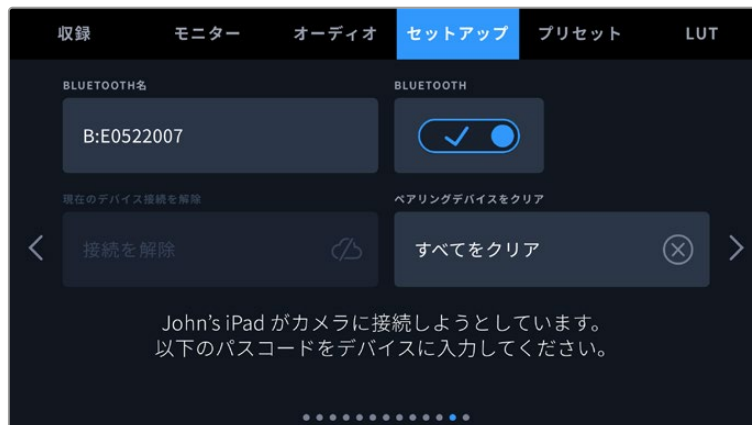 収録 モニター オーディオ セットアップ プリセット LUT
BLUETOOTH名 BLUETOOTH
B:E0522007
現在のデバイス接続を解除 ペアリングデバイスをクリア
接続を解除 すべてをクリア
John's iPad がカメラに接続しようとしています。
以下のパスコードをデバイスに入力してください。